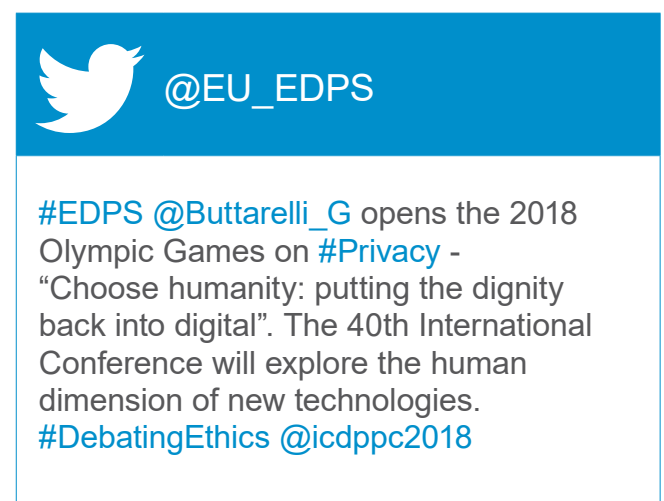 @EU_EDPS
#EDPS @Buttarelli_G opens the 2018
Olympic Games on #Privacy -
“Choose humanity: putting the dignity
back into digital”. The 40th International
Conference will explore the human
dimension of new technologies.
#DebatingEthics @icdppc2018